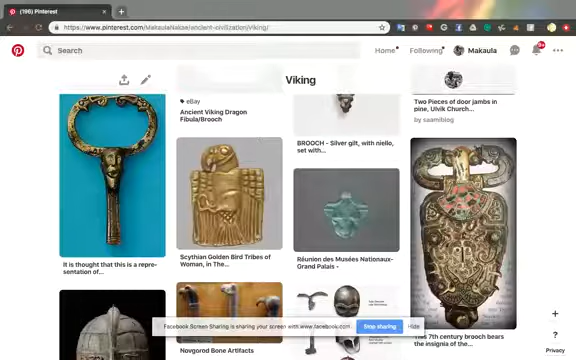 (196) Pinterest
https://www.pinterest.com/MakaulaNakae/ancient-civilization/Viking/
Search
Home
Following
Makaula
Viking
eBay
Ancient Viking Dragon
Fibula/Brooch
BROOCH - Silver gilt, with niello,
set with...
Two Pieces of door jambs in
pine, Ulvik Church...
by saamiblog
It is thought that this is a repre-
sentation of...
Scythian Golden Bird Tribes of
Woman, in The...
Réunion des Musées Nationaux-
Grand Palais -
This 7th century brooch bears
the insignia of the...
Novgorod Bone Artifacts
Facebook Screen Sharing is sharing your screen with www.facebook.com.
Stop sharing
Hide
+
?
Privacy